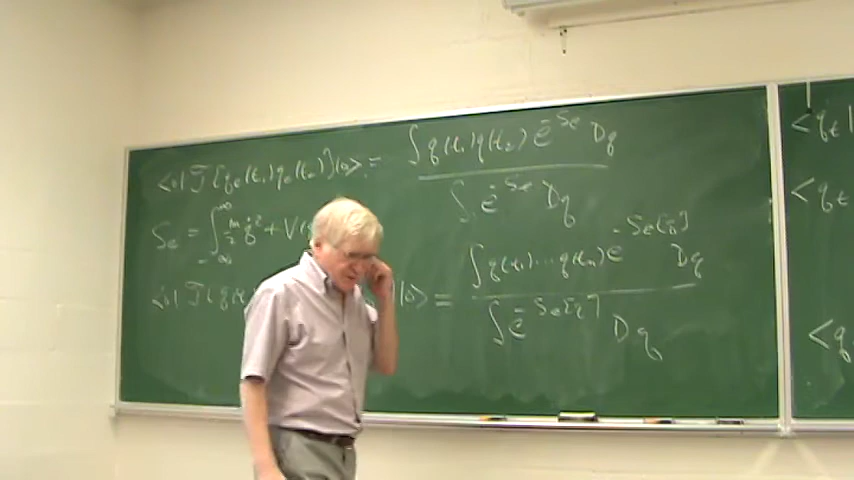 <0|T[q_e(t_1)q_e(t_2)]|0> = ∫q(t_1)q(t_2) e^{-S_e} Dq / ∫e^{-S_e} Dq
S_e = ∫_{-∞}^{∞} m/2 q̇² + V(
<0|T(q( |0> = ∫q(t_1)...q(t_n) e^{-S_e[q]} Dq / ∫e^{-S_e[q]} Dq
<q_t|
<q_t
<q